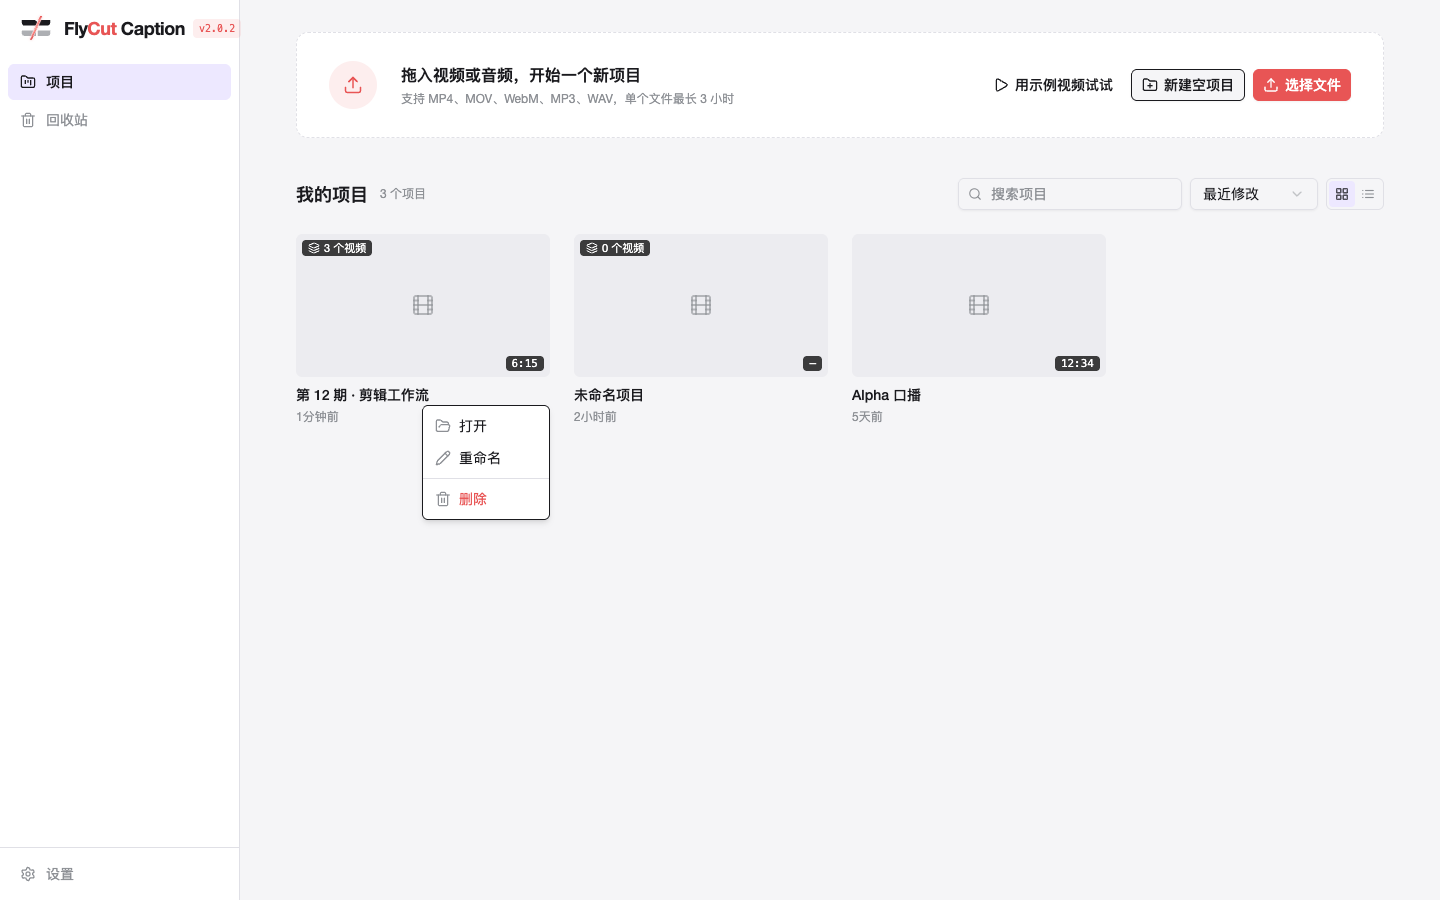 FlyCut Caption v2.0.2
项目
回收站
设置
拖入视频或音频，开始一个新项目
支持 MP4、MOV、WebM、MP3、WAV，单个文件最长 3 小时
用示例视频试试
新建空项目
选择文件
我的项目 3 个项目
搜索项目
最近修改
3 个视频
6:15
第 12 期 · 剪辑工作流
1分钟前
0 个视频
—
未命名项目
2小时前
12:34
Alpha 口播
5天前
打开
重命名
删除